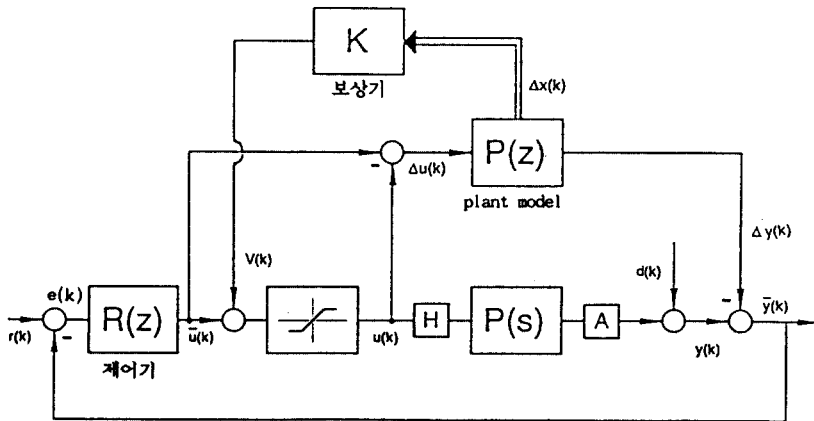 K
보상기
Δx(k)
P(z)
Δu(k)
plant model
Δy(k)
V(k)
d(k)
e(k)
R(z)
H
P(s)
A
ȳ(k)
r(k)
ū(k)
u(k)
y(k)
제어기